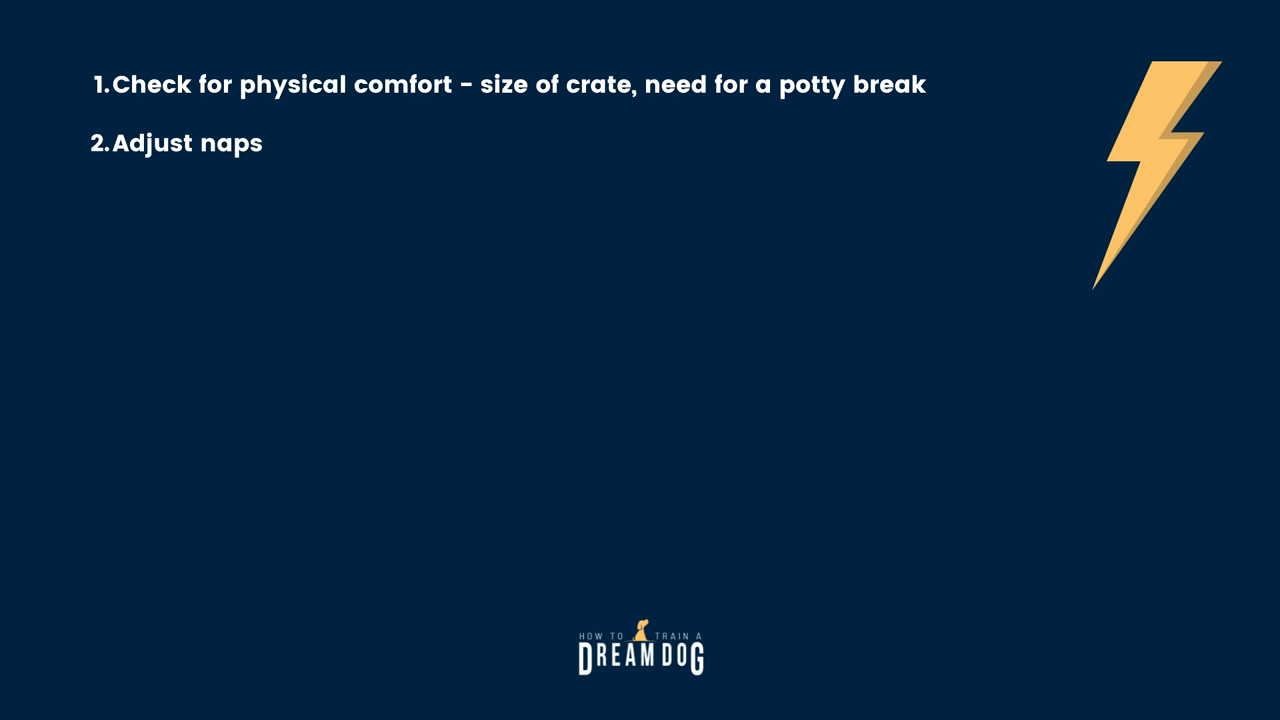 1. Check for physical comfort - size of crate, need for a potty break
2. Adjust naps
HOW TO TRAIN A
DREAM DOG